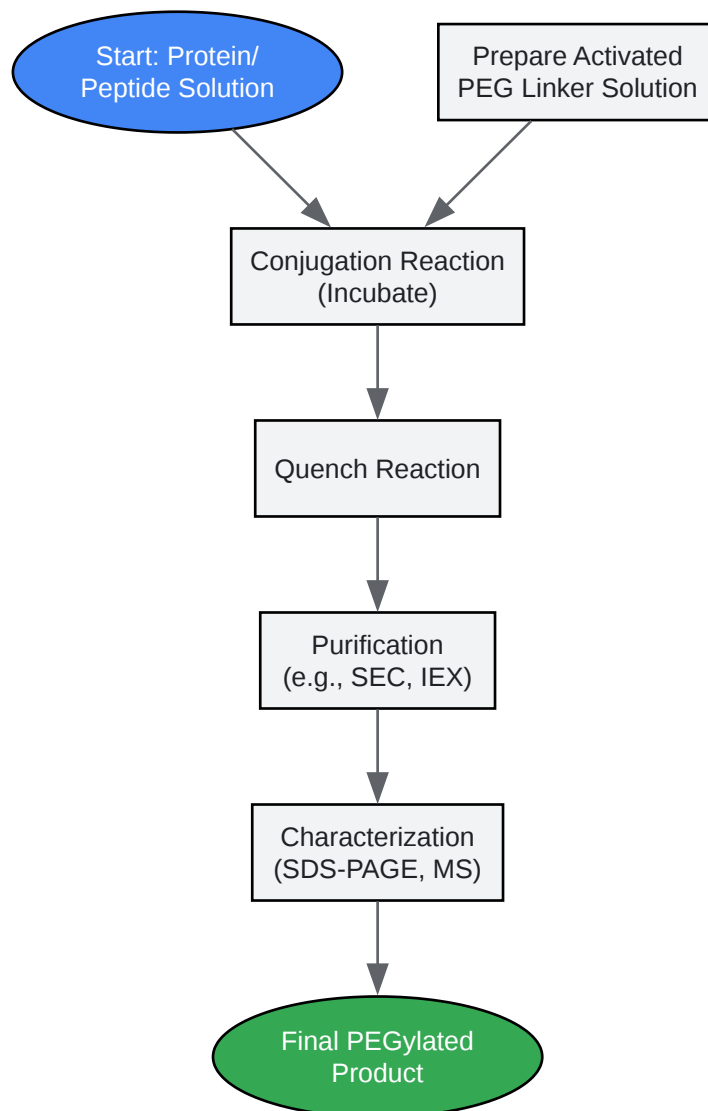 Start: Protein/
Peptide Solution
Prepare Activated
PEG Linker Solution
Conjugation Reaction
(Incubate)
Quench Reaction
Purification
(e.g., SEC, IEX)
Characterization
(SDS-PAGE, MS)
Final PEGylated
Product